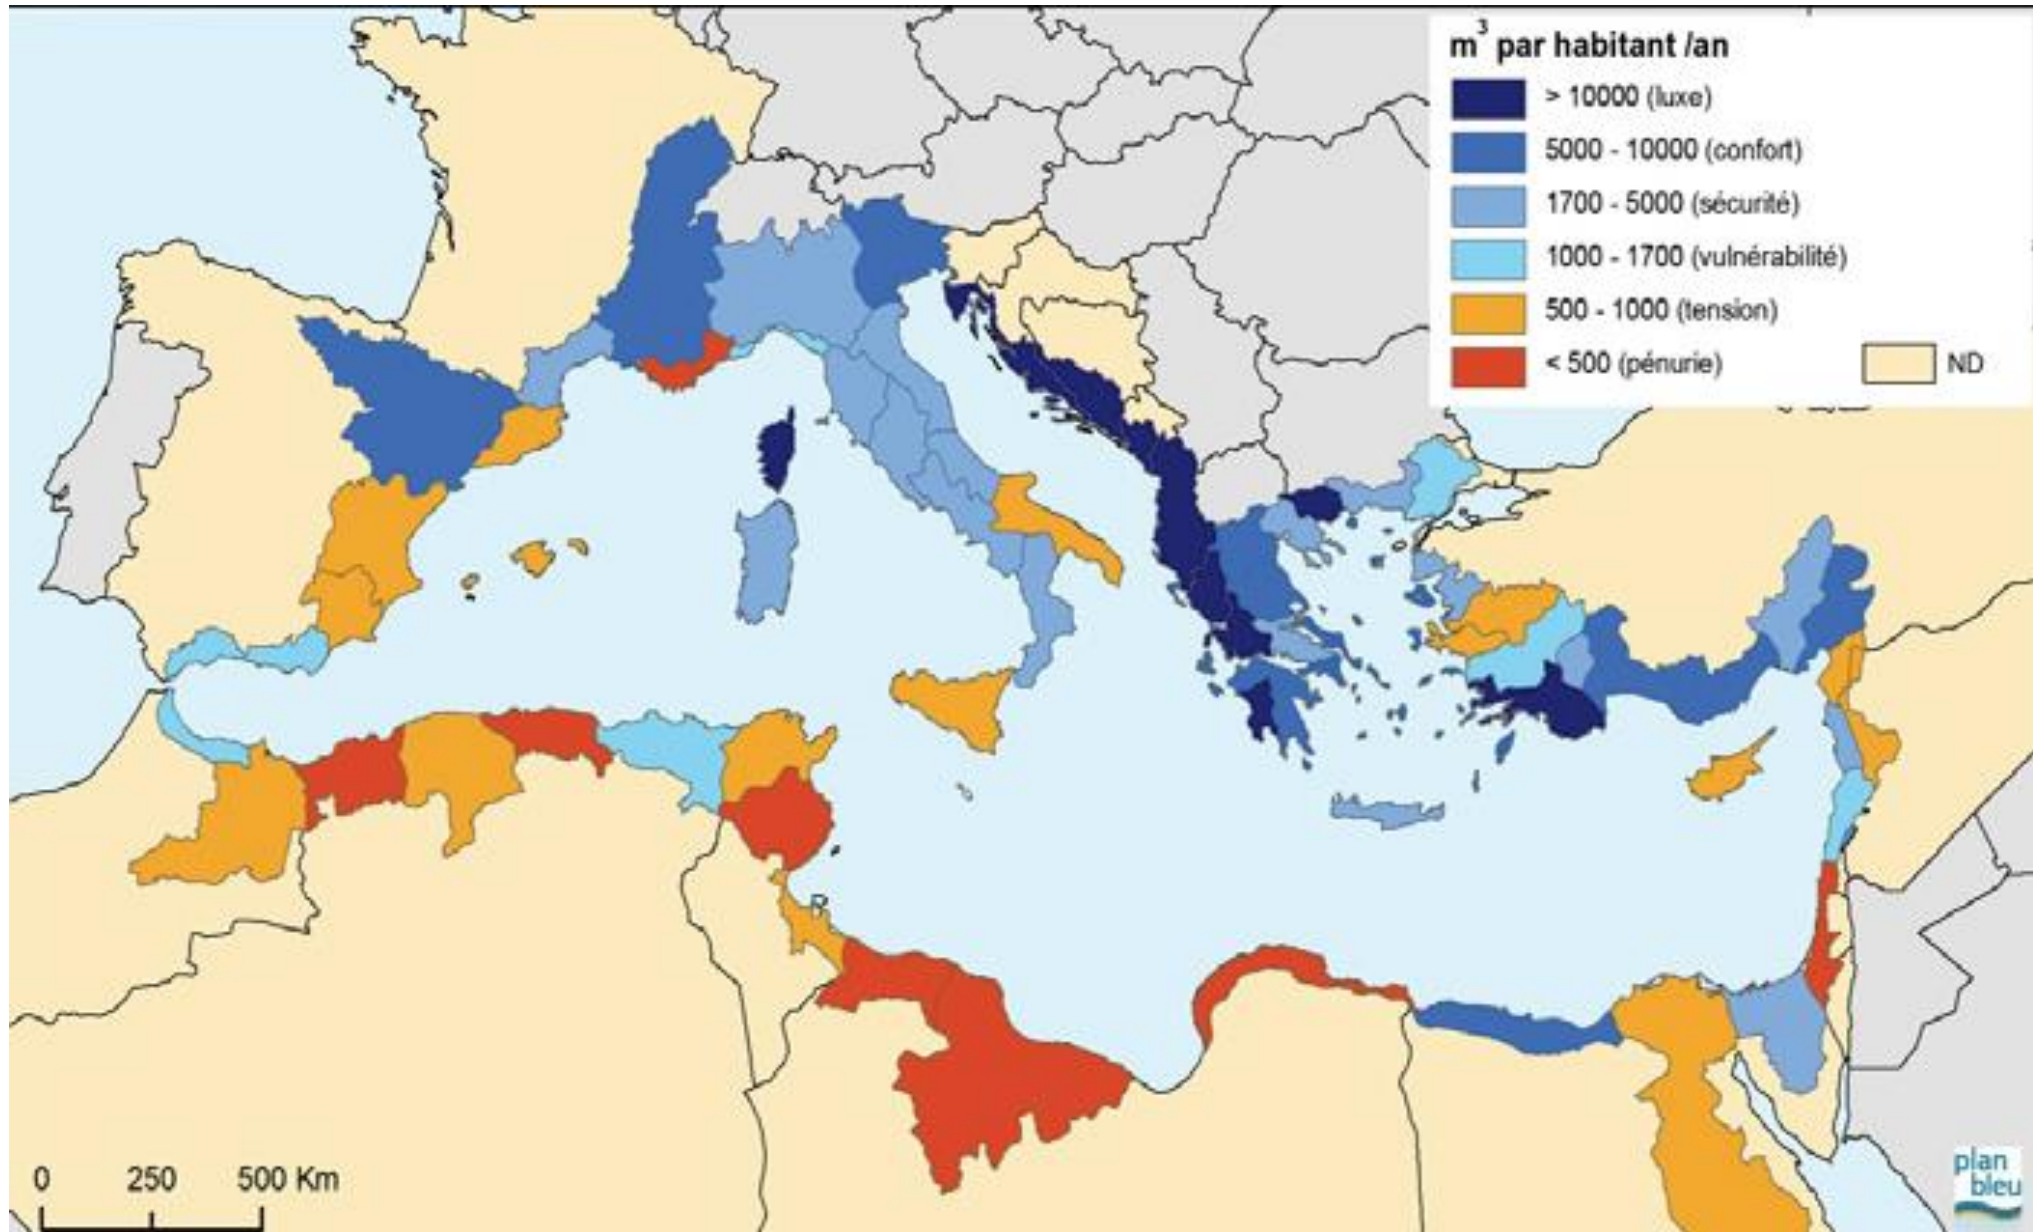 m³ par habitant /an
> 10000 (luxe)
5000 - 10000 (confort)
1700 - 5000 (sécurité)
1000 - 1700 (vulnérabilité)
500 - 1000 (tension)
< 500 (pénurie)
ND
0 250 500 Km
plan
bleu